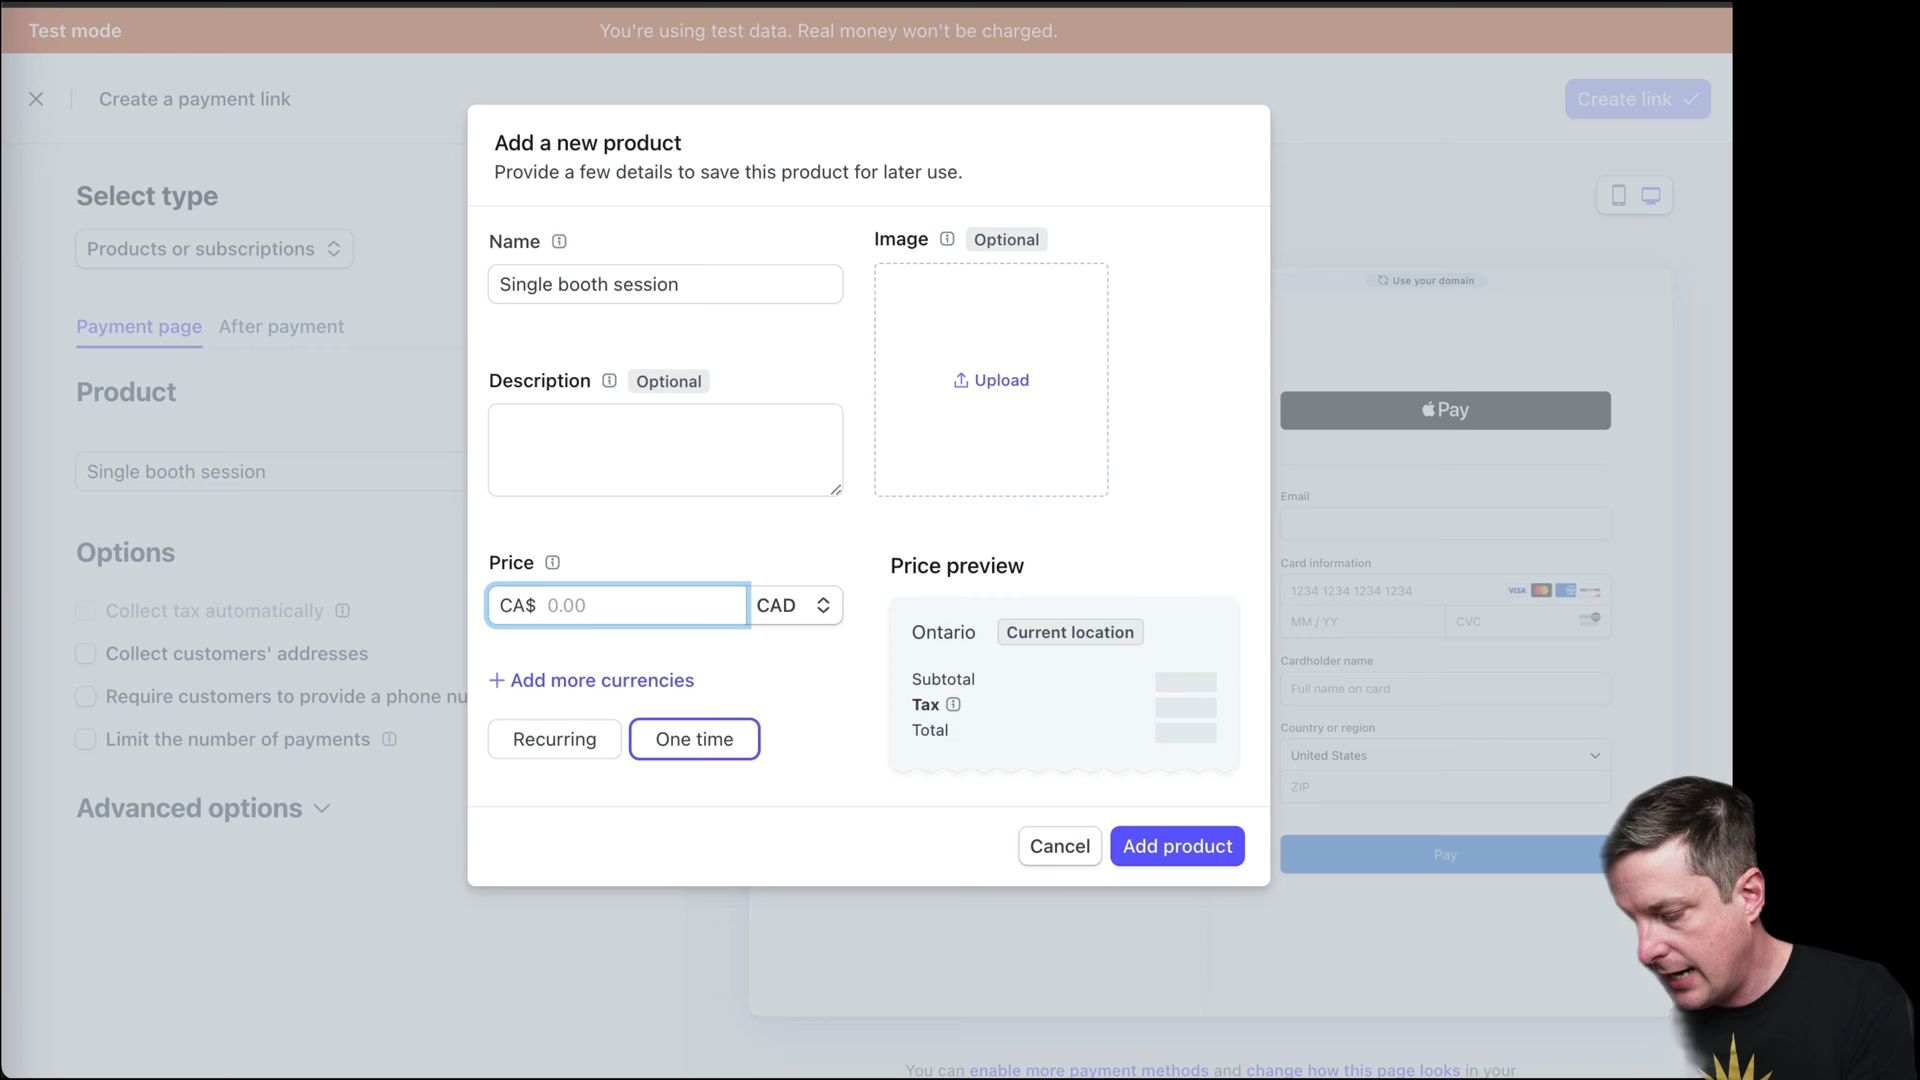 Test mode
You're using test data. Real money won't be charged.
Create a payment link
Create link
Select type
Products or subscriptions
Payment page
After payment
Product
Single booth session
Options
Collect tax automatically
Collect customers' addresses
Require customers to provide a phone nu
Limit the number of payments
Advanced options
Add a new product
Provide a few details to save this product for later use.
Name
Single booth session
Image
Optional
Upload
Description
Optional
Price
CA$ 0.00
CAD
Add more currencies
Recurring
One time
Price preview
Ontario
Current location
Subtotal
Tax
Total
Cancel
Add product
Use your domain
Pay
Email
Card information
1234 1234 1234 1234
VISA
MM / YY
CVC
Cardholder name
Full name on card
Country or region
United States
ZIP
Pay
You can enable more payment methods and change how this page looks in your